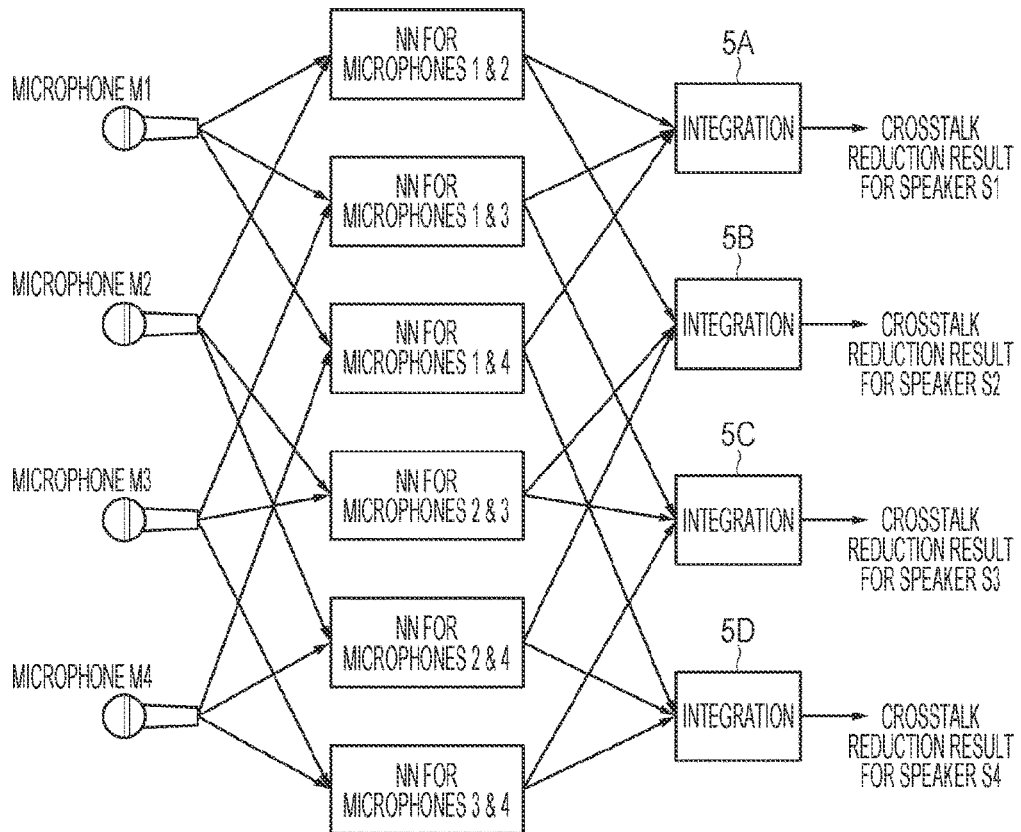 MICROPHONE M1
MICROPHONE M2
MICROPHONE M3
MICROPHONE M4
NN FOR
MICROPHONES 1 & 2
NN FOR
MICROPHONES 1 & 3
NN FOR
MICROPHONES 1 & 4
NN FOR
MICROPHONES 2 & 3
NN FOR
MICROPHONES 2 & 4
NN FOR
MICROPHONES 3 & 4
5A
INTEGRATION
CROSSTALK
REDUCTION RESULT
FOR SPEAKER S1
5B
INTEGRATION
CROSSTALK
REDUCTION RESULT
FOR SPEAKER S2
5C
INTEGRATION
CROSSTALK
REDUCTION RESULT
FOR SPEAKER S3
5D
INTEGRATION
CROSSTALK
REDUCTION RESULT
FOR SPEAKER S4